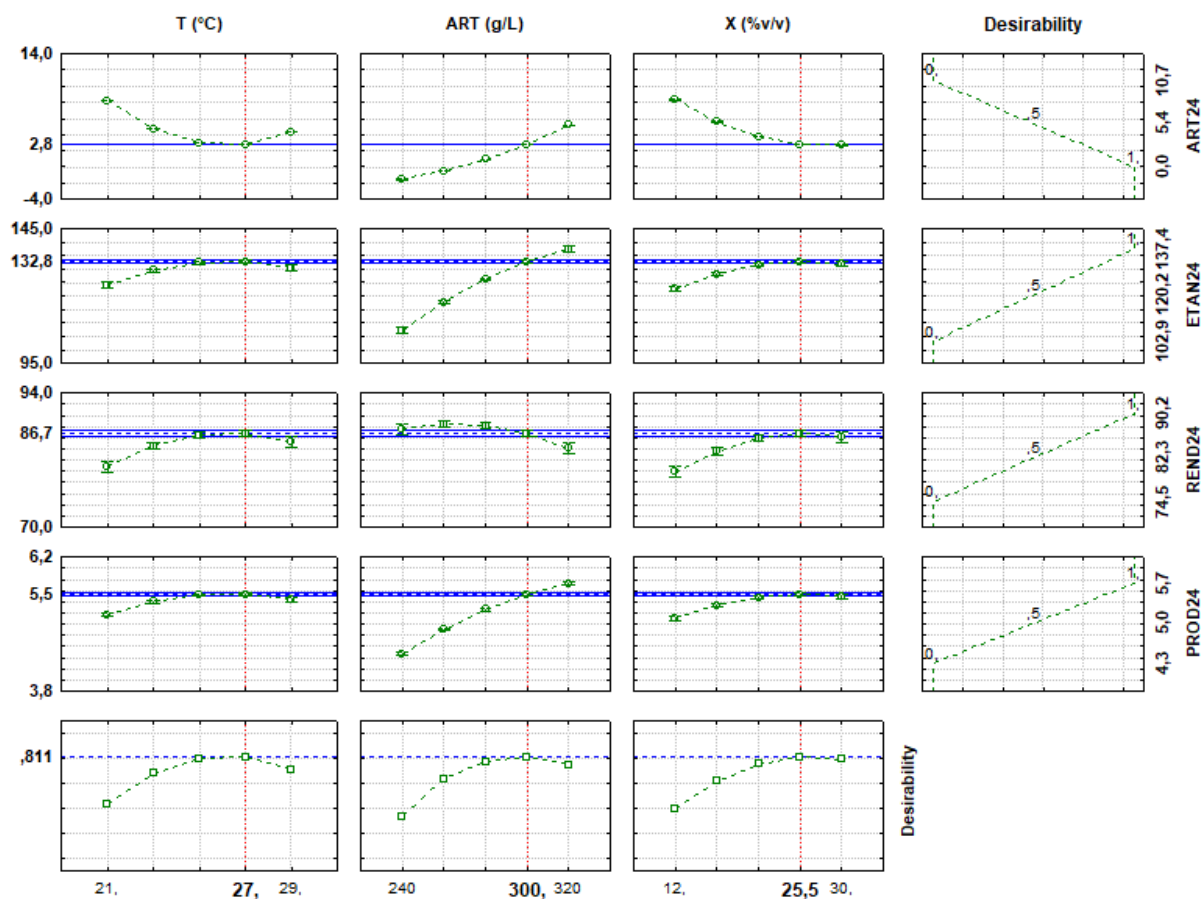 T (°C) ART (g/L) X (%v/v) Desirability
14,0
2,8
-4,0
0, ,5 1,
10,7
5,4
0,0
ART24
145,0
132,8
95,0
0, ,5 1,
137,4
120,2
102,9
ETAN24
94,0
86,7
70,0
0, ,5 1,
90,2
82,3
74,5
REND24
6,2
5,5
3,8
0, ,5 1,
5,7
5,0
4,3
PROD24
,811
Desirability
21, 27, 29, 240 300, 320 12, 25,5 30,